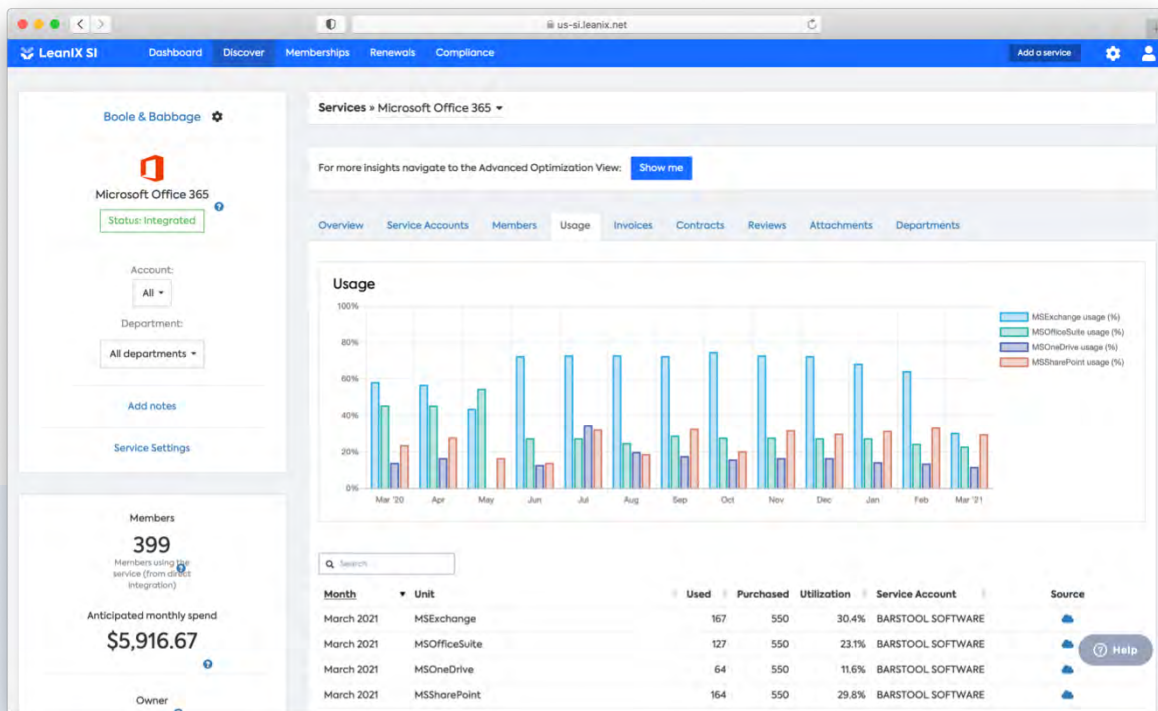 us-si.leanix.net
LeanIX SI
Dashboard
Discover
Memberships
Renewals
Compliance
Add a service
Boole & Babbage
Microsoft Office 365
Status: Integrated
Account:
All
Department:
All departments
Add notes
Service Settings
Members
399
Members using the
service (from direct
integration)
Anticipated monthly spend
$5,916.67
Owner
Services » Microsoft Office 365
For more insights navigate to the Advanced Optimization View: Show me
Overview Service Accounts Members Usage Invoices Contracts Reviews Attachments Departments
Usage
100%
80%
60%
40%
20%
0%
Mar '20 Apr May Jun Jul Aug Sep Oct Nov Dec Jan Feb Mar '21
MSExchange usage (%)
MSOfficeSuite usage (%)
MSOneDrive usage (%)
MSSharePoint usage (%)
Search
Month Unit Used Purchased Utilization Service Account Source
March 2021 MSExchange 167 550 30.4% BARSTOOL SOFTWARE
March 2021 MSOfficeSuite 127 550 23.1% BARSTOOL SOFTWARE
March 2021 MSOneDrive 64 550 11.6% BARSTOOL SOFTWARE
March 2021 MSSharePoint 164 550 29.8% BARSTOOL SOFTWARE
? Help